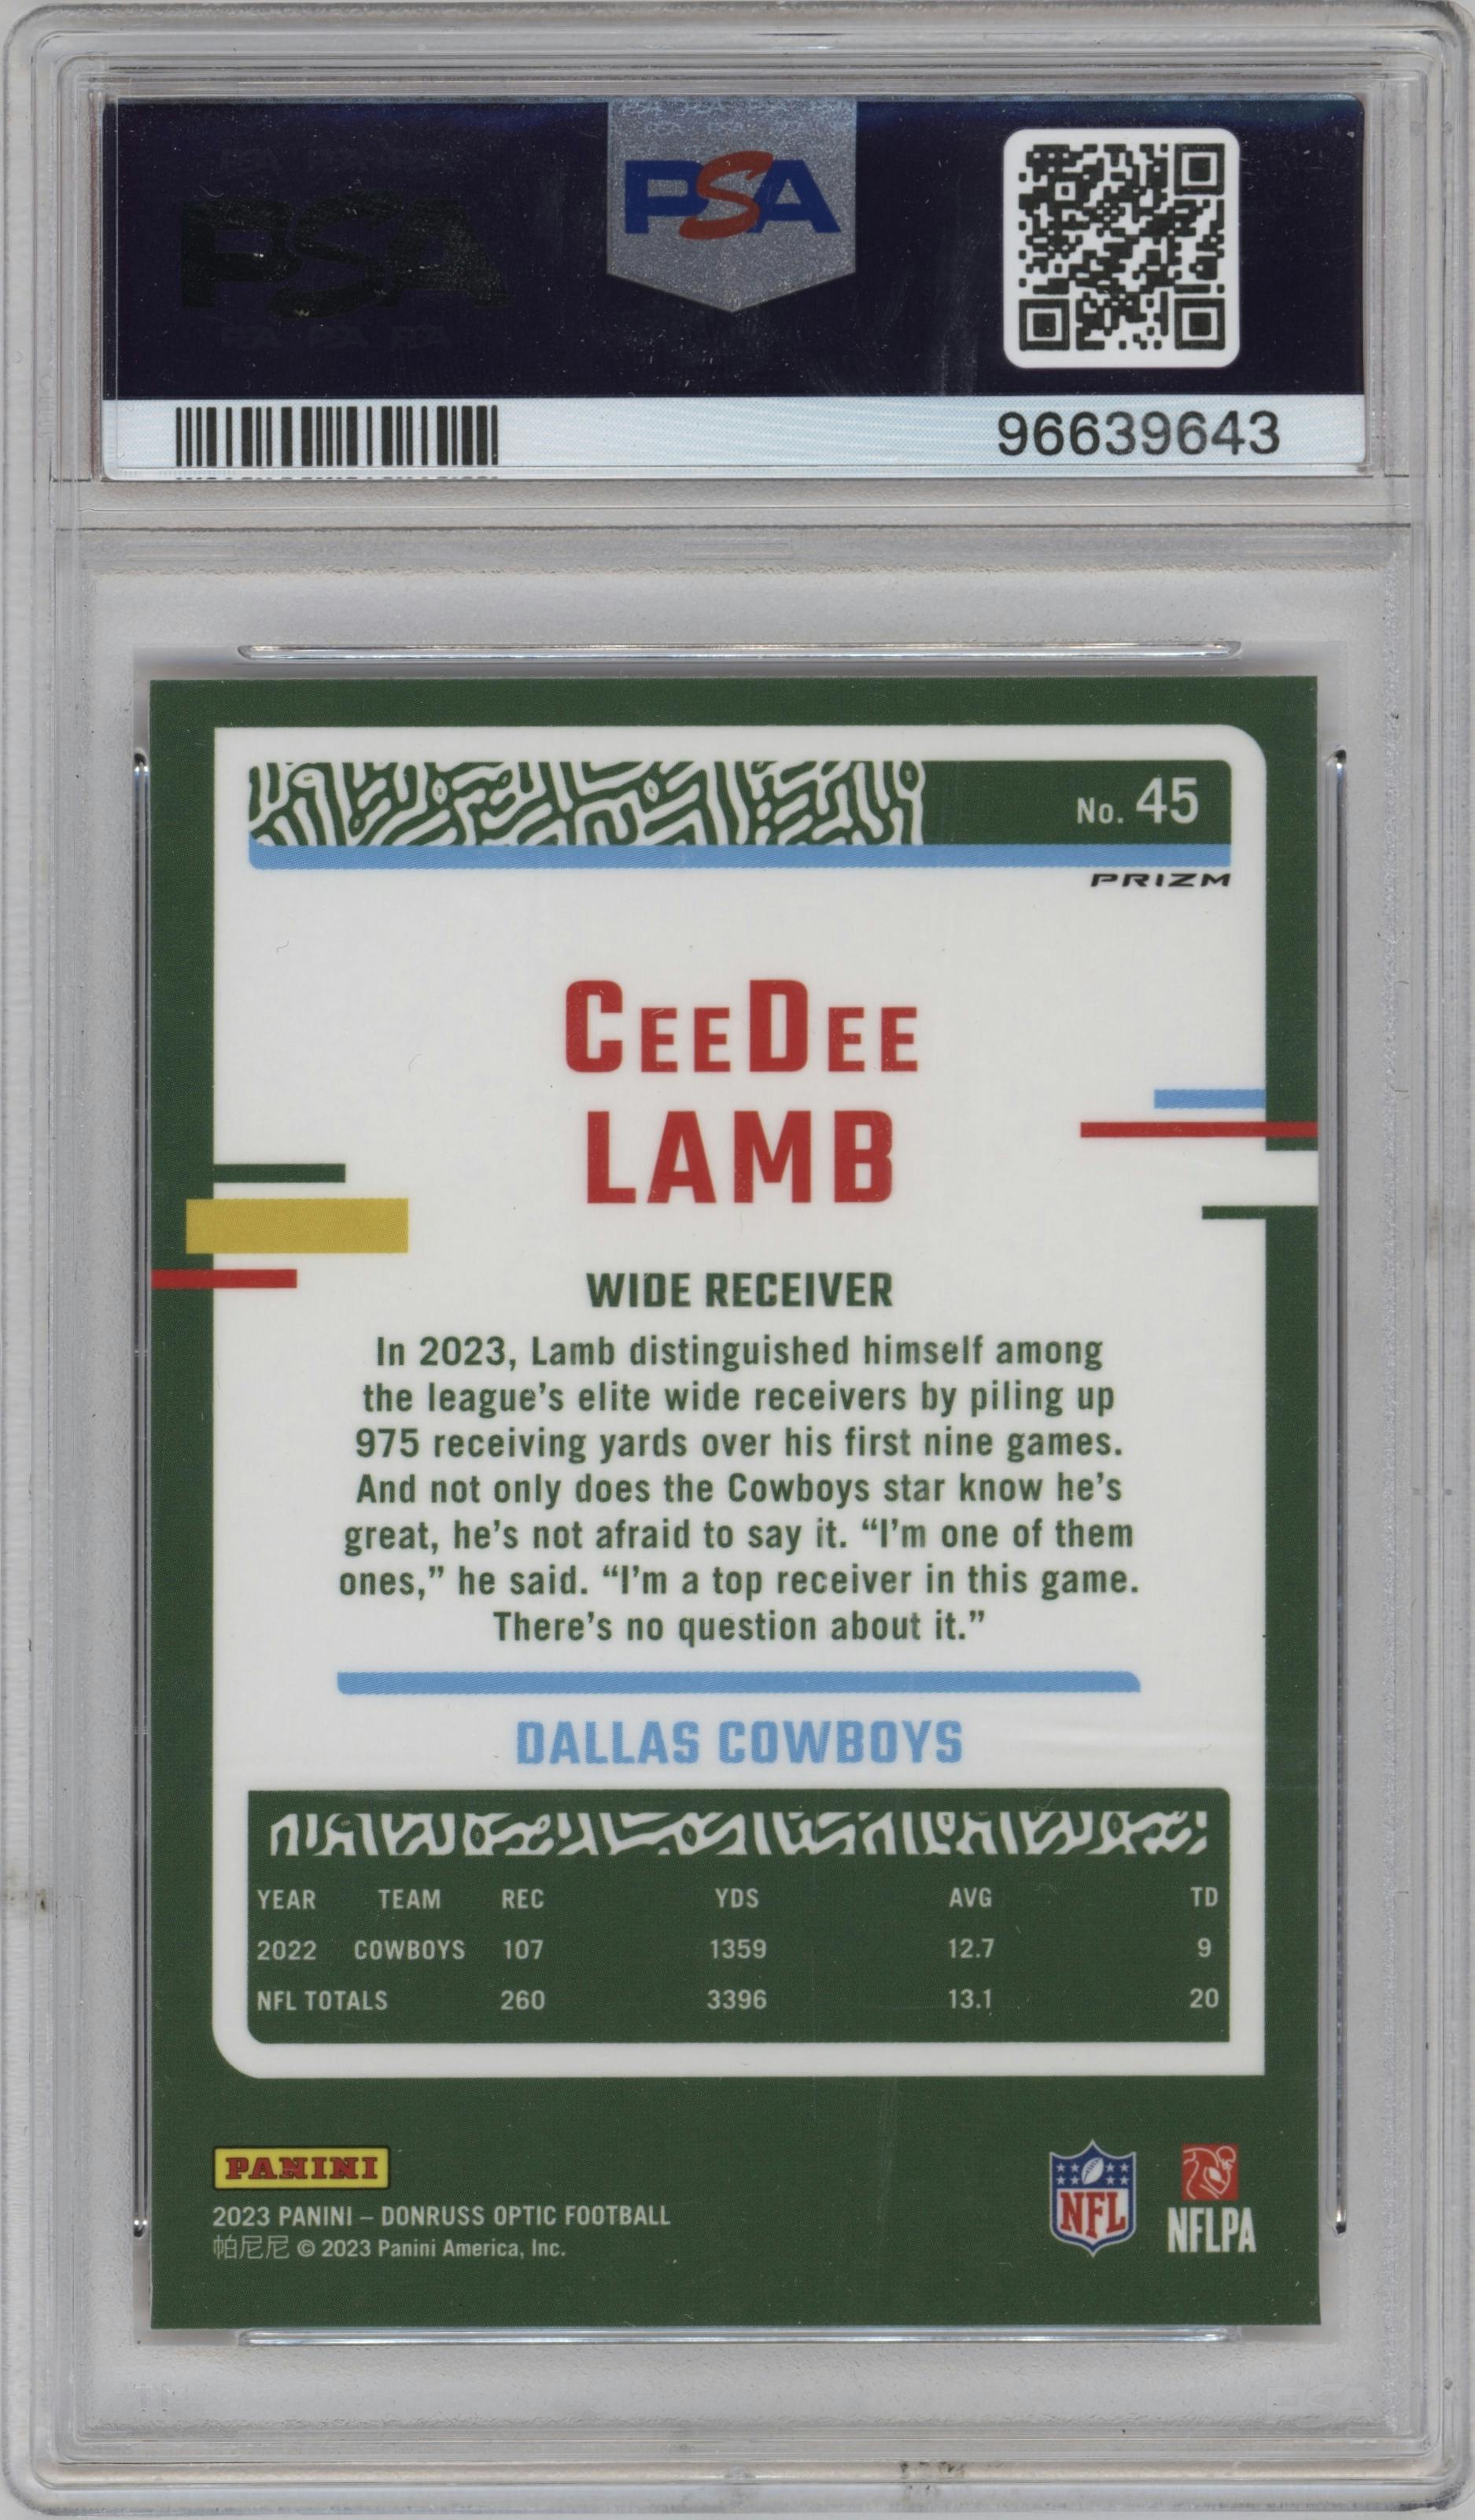 PSA
96639643
No. 45
PRIZM
CEEDEE
LAMB
WIDE RECEIVER
In 2023, Lamb distinguished himself among
the league's elite wide receivers by piling up
975 receiving yards over his first nine games.
And not only does the Cowboys star know he's
great, he's not afraid to say it. “I'm one of them
ones,” he said. “I'm a top receiver in this game.
There's no question about it.”
DALLAS COWBOYS
YEAR TEAM REC YDS AVG TD
2022 COWBOYS 107 1359 12.7 9
NFL TOTALS 260 3396 13.1 20
PANINI
2023 PANINI – DONRUSS OPTIC FOOTBALL
帕尼尼 © 2023 Panini America, Inc.
NFL
NFLPA